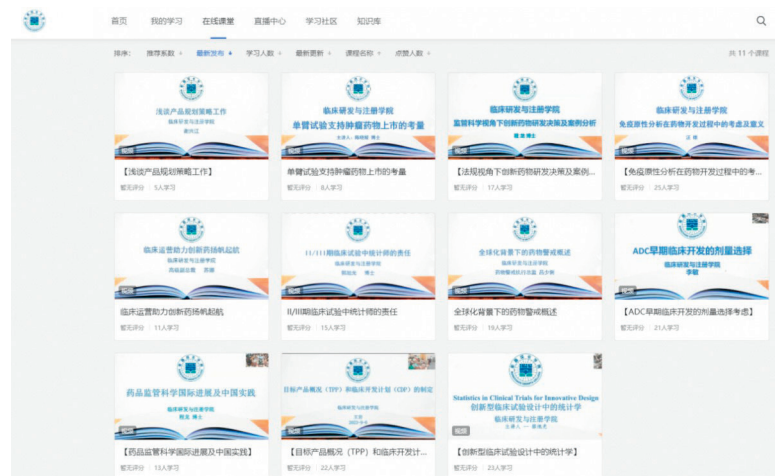 首页 我的学习 在线课堂 直播中心 学习社区 知识库
排序： 推荐系数 最新发布 学习人数 最新更新 课程名称 点赞人数 共 11 个课程
浅谈产品规划策略工作
临床研发与注册学院
【浅谈产品规划策略工作】
暂无评分 5人学习
临床研发与注册学院
单臂试验支持肿瘤药物上市的考量
单臂试验支持肿瘤药物上市的考量
暂无评分 8人学习
临床研发与注册学院
监管科学视角下创新药物研发决策及案例分析
【法规视角下创新药物研发决策及案例...
暂无评分 17人学习
临床研发与注册学院
免疫原性分析在药物开发过程中的考虑及意义
【免疫原性分析在药物开发过程中的考...
暂无评分 25人学习
临床运营助力创新药扬帆起航
临床研发与注册学院
临床运营助力创新药扬帆起航
暂无评分 11人学习
II/III期临床试验中统计师的责任
临床研发与注册学院
II/III期临床试验中统计师的责任
暂无评分 15人学习
全球化背景下的药物警戒概述
临床研发与注册学院
全球化背景下的药物警戒概述
暂无评分 19人学习
ADC早期临床开发的剂量选择
临床研发与注册学院
李敏
【ADC早期临床开发的剂量选择考虑】
暂无评分 21人学习
药品监管科学国际进展及中国实践
临床研发与注册学院
【药品监管科学国际进展及中国实践】
暂无评分 13人学习
目标产品概况（TPP）和临床开发计划（CDP）的制定
临床研发与注册学院
【目标产品概况（TPP）和临床开发计...
暂无评分 22人学习
Statistics in Clinical Trials for Innovative Design
创新型临床试验设计中的统计学
临床研发与注册学院
视频
【创新型临床试验设计中的统计学】
暂无评分 23人学习